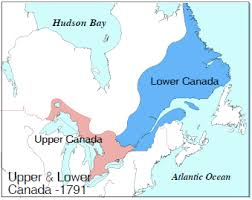 Hudson Bay
Lower Canada
Upper Canada
Upper & Lower
Canada -1791
Atlantic Ocean